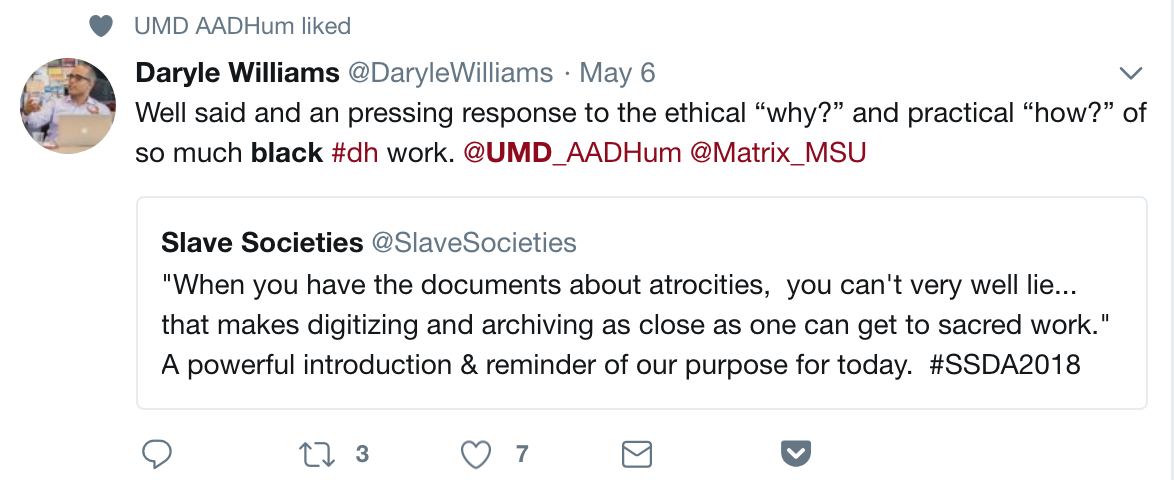 UMD AADHum liked
Daryle Williams @DaryleWilliams · May 6
Well said and an pressing response to the ethical “why?” and practical “how?” of
so much black #dh work. @UMD_AADHum @Matrix_MSU
Slave Societies @SlaveSocieties
"When you have the documents about atrocities,  you can't very well lie...
that makes digitizing and archiving as close as one can get to sacred work."
A powerful introduction & reminder of our purpose for today.  #SSDA2018
3 7